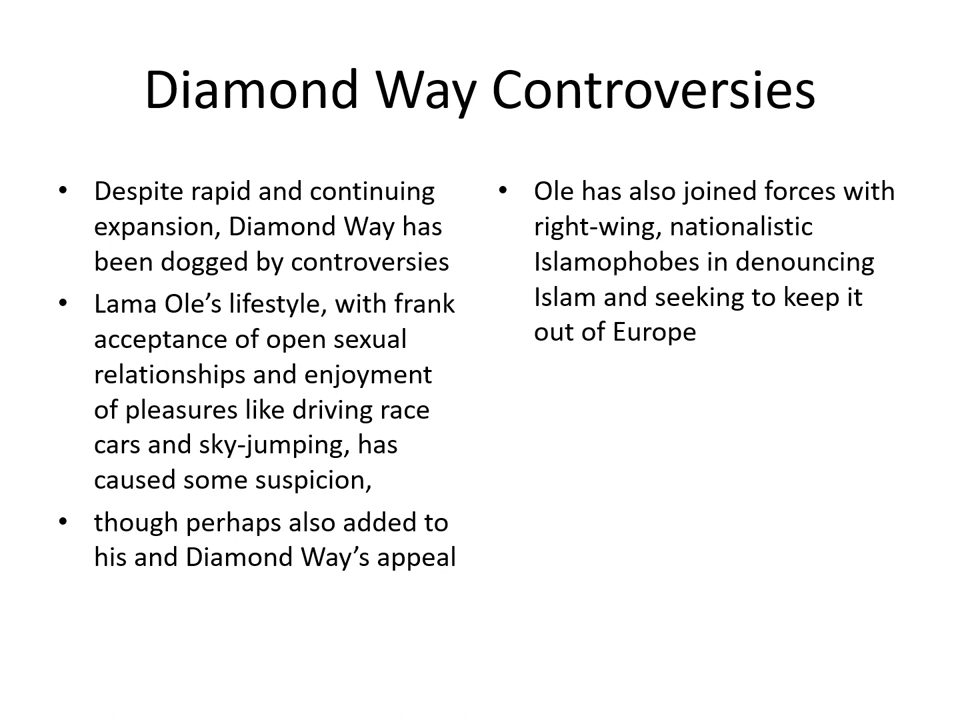 Diamond Way Controversies
• Despite rapid and continuing
expansion, Diamond Way has
been dogged by controversies
• Lama Ole’s lifestyle, with frank
acceptance of open sexual
relationships and enjoyment
of pleasures like driving race
cars and sky-jumping, has
caused some suspicion,
• though perhaps also added to
his and Diamond Way’s appeal
• Ole has also joined forces with
right-wing, nationalistic
Islamophobes in denouncing
Islam and seeking to keep it
out of Europe